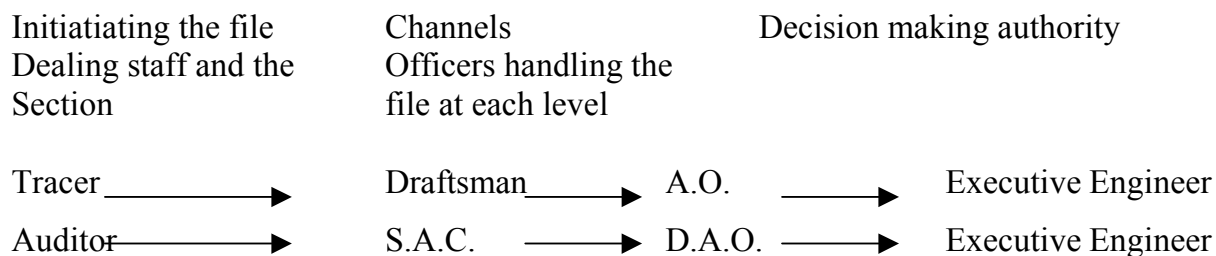 Initiatiating the file Channels Decision making authority
Dealing staff and the Officers handling the
Section file at each level
Tracer Draftsman A.O. Executive Engineer
Auditor S.A.C. D.A.O. Executive Engineer